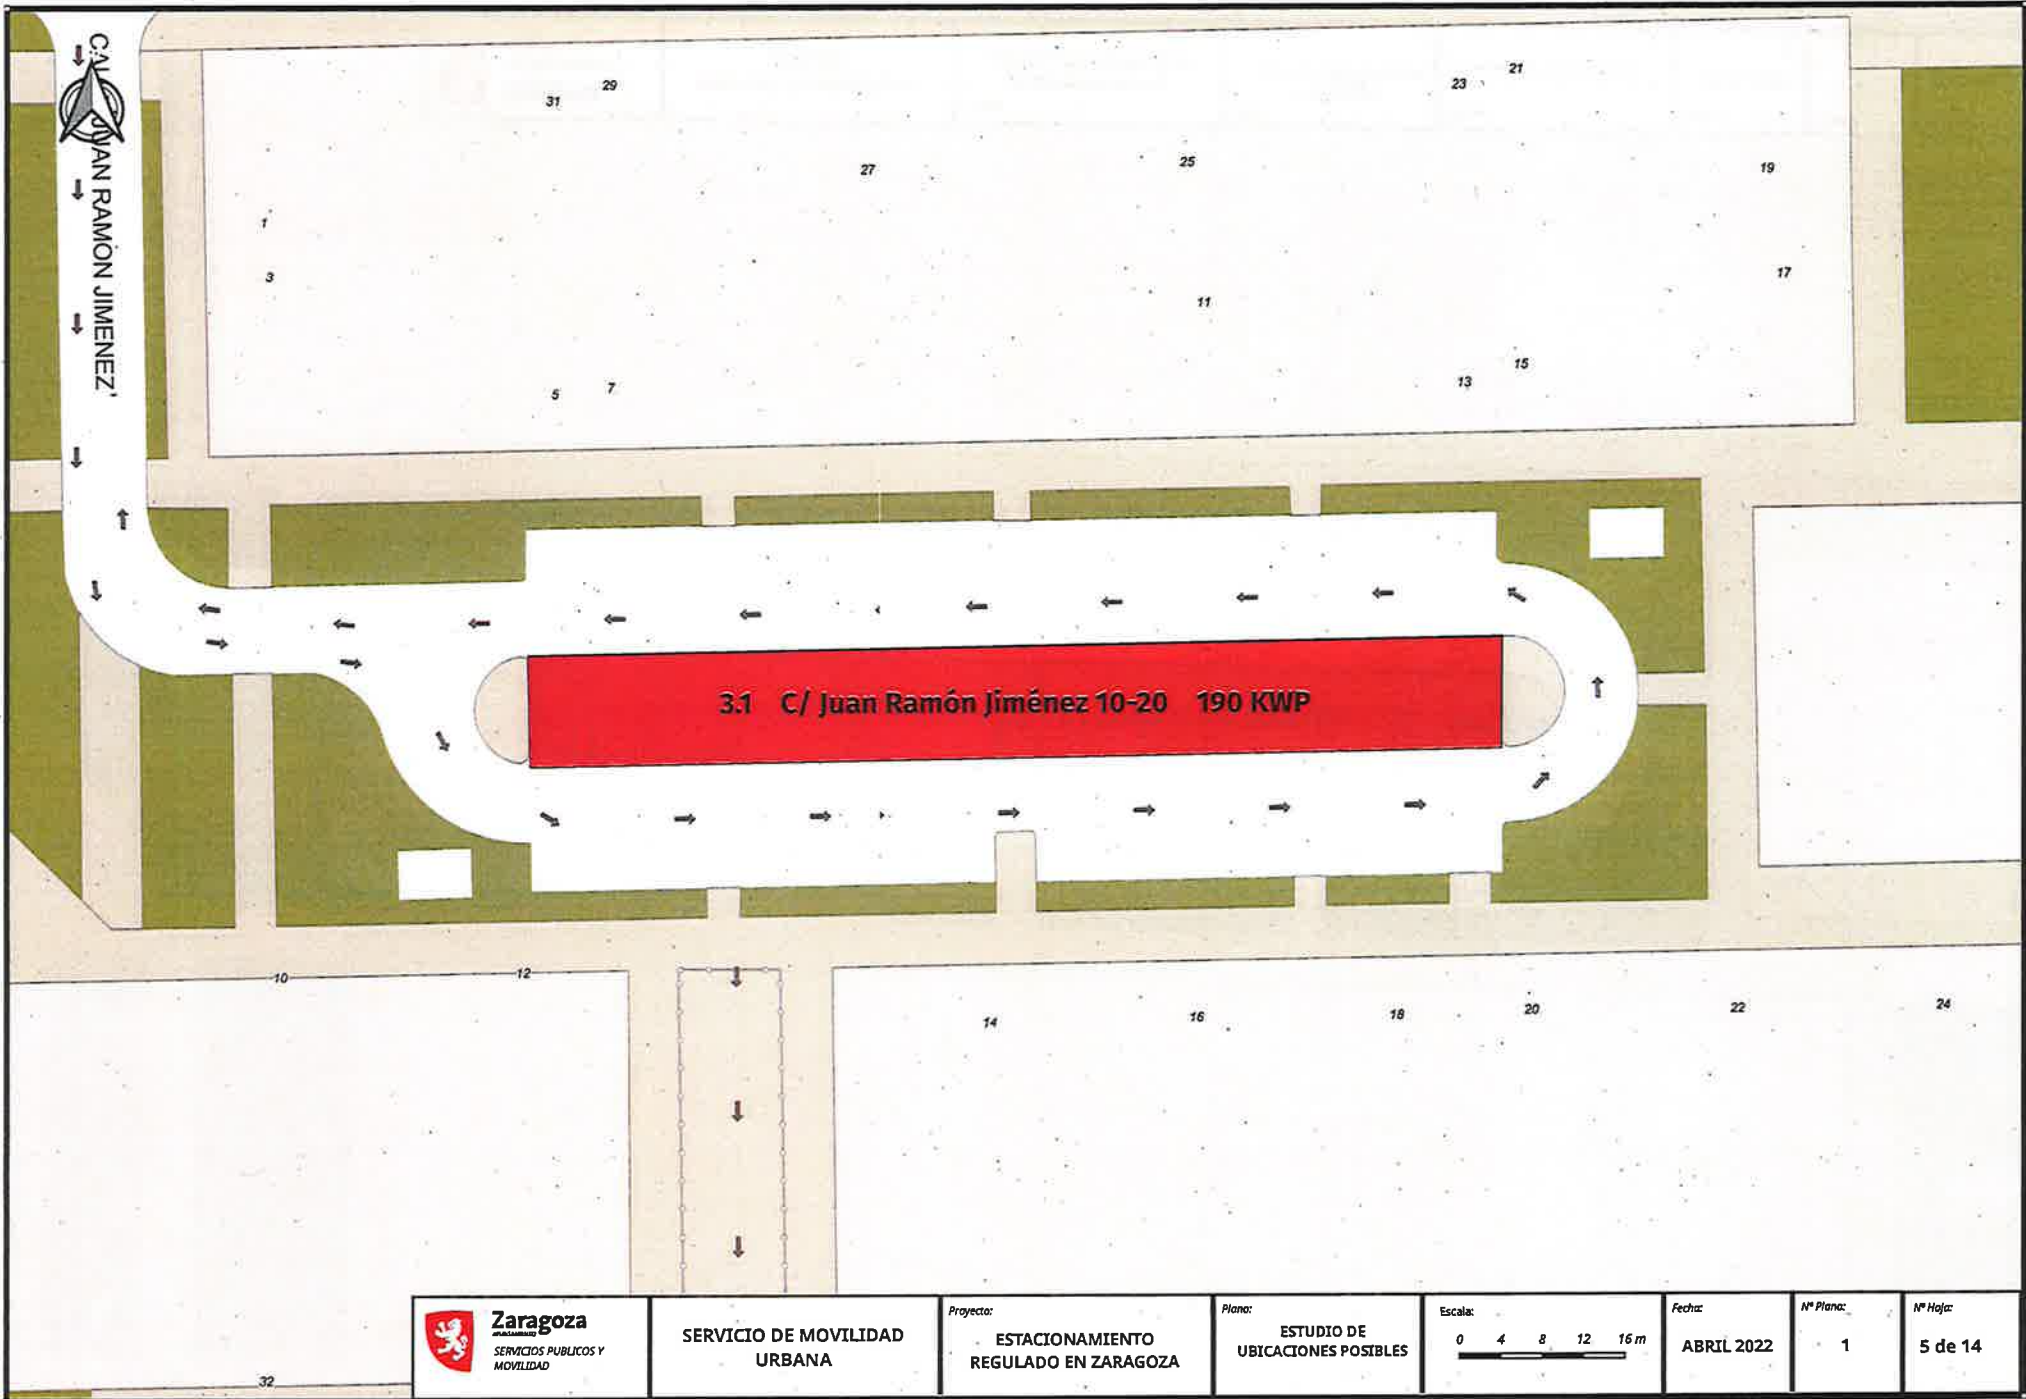 CALLE JUAN RAMÓN JIMENEZ'
29
31
23
21
27
25
19
1
3
11
17
5
7
13
15
3.1 C/ Juan Ramón Jiménez 10-20 190 KWP
10
12
14
16
18
20
22
24
32
Zaragoza
SERVICIOS PUBLICOS Y
MOVILIDAD
SERVICIO DE MOVILIDAD
URBANA
Proyecto:
ESTACIONAMIENTO
REGULADO EN ZARAGOZA
Plano:
ESTUDIO DE
UBICACIONES POSIBLES
Escala:
0 4 8 12 16 m
Fecha:
ABRIL 2022
Nº Plano:
1
Nº Hoja:
5 de 14